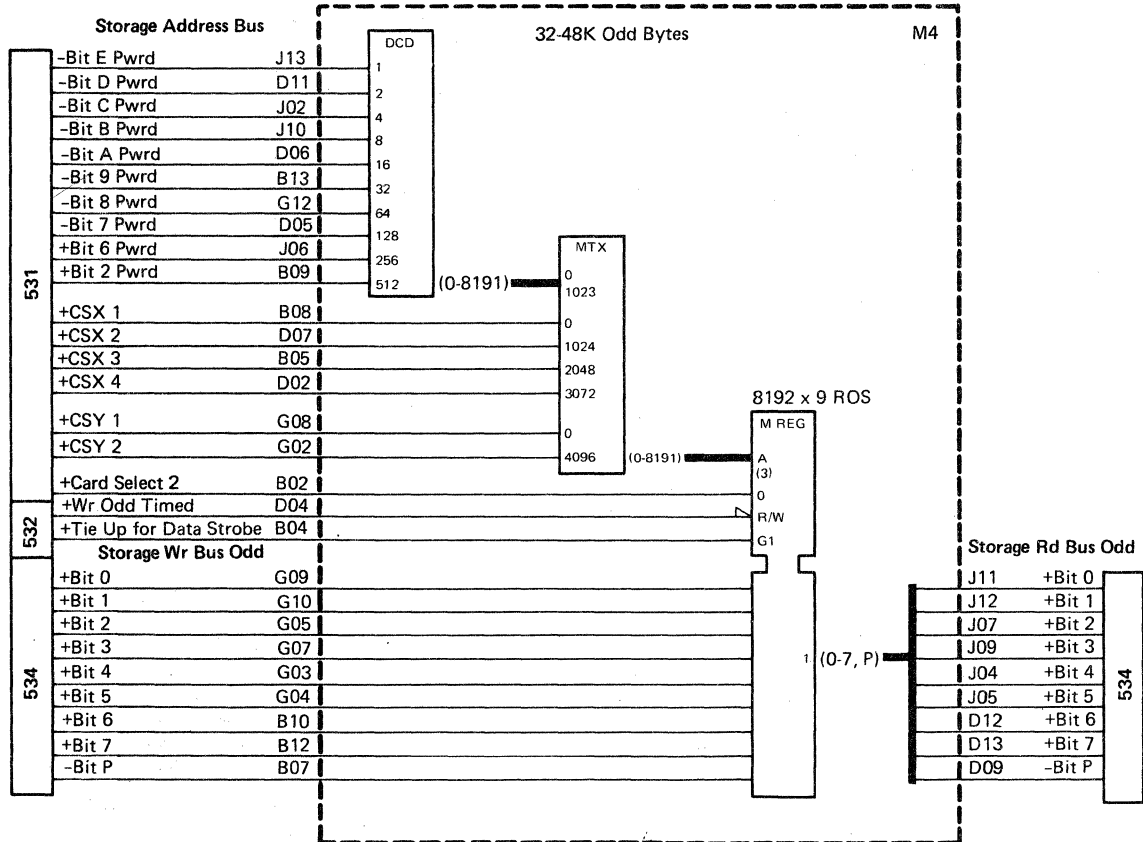 Storage Address Bus
DCD
32-48K Odd Bytes
M4
531
-Bit E Pwrd J13
1
-Bit D Pwrd D11
2
-Bit C Pwrd J02
4
-Bit B Pwrd J10
8
-Bit A Pwrd D06
16
-Bit 9 Pwrd B13
32
-Bit 8 Pwrd G12
64
-Bit 7 Pwrd D05
128
+Bit 6 Pwrd J06
256
+Bit 2 Pwrd B09
512
(0-8191)
MTX
0
1023
+CSX 1 B08
0
+CSX 2 D07
1024
+CSX 3 B05
2048
+CSX 4 D02
3072
+CSY 1 G08
0
+CSY 2 G02
4096
(0-8191)
8192 x 9 ROS
M REG
A
(3)
+Card Select 2 B02
0
532
+Wr Odd Timed D04
R/W
+Tie Up for Data Strobe B04
G1
Storage Wr Bus Odd
534
+Bit 0 G09
+Bit 1 G10
+Bit 2 G05
+Bit 3 G07
+Bit 4 G03
+Bit 5 G04
+Bit 6 B10
+Bit 7 B12
-Bit P B07
1 (0-7, P)
Storage Rd Bus Odd
J11 +Bit 0
J12 +Bit 1
J07 +Bit 2
J09 +Bit 3
J04 +Bit 4
J05 +Bit 5
D12 +Bit 6
D13 +Bit 7
D09 -Bit P
534